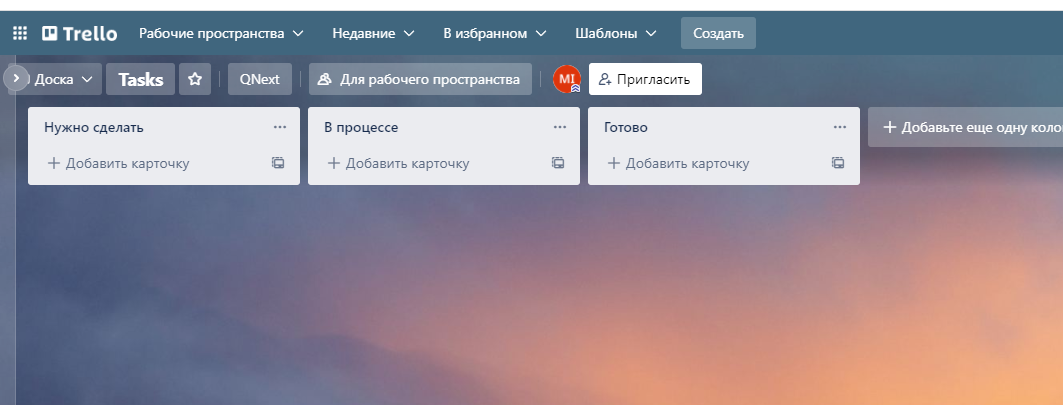 Trello Рабочие пространства Недавние В избранном Шаблоны Создать
Доска Tasks QNext Для рабочего пространства MI Пригласить
Нужно сделать В процессе Готово + Добавьте еще одну коло
+ Добавить карточку + Добавить карточку + Добавить карточку